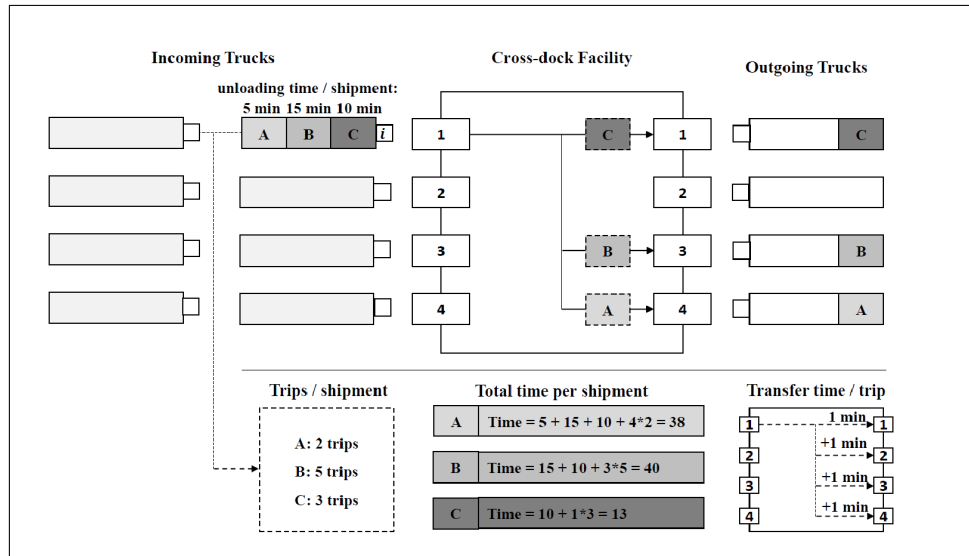 Incoming Trucks
Cross-dock Facility
Outgoing Trucks
unloading time / shipment:
5 min 15 min 10 min
A B C i
1
C
1
C
2
2
3
B
3
B
4
A
4
A
Trips / shipment
Total time per shipment
Transfer time / trip
A: 2 trips
B: 5 trips
C: 3 trips
A Time = 5 + 15 + 10 + 4*2 = 38
B Time = 15 + 10 + 3*5 = 40
C Time = 10 + 1*3 = 13
1 min
1 1
+1 min
2 2
+1 min
3 3
+1 min
4 4